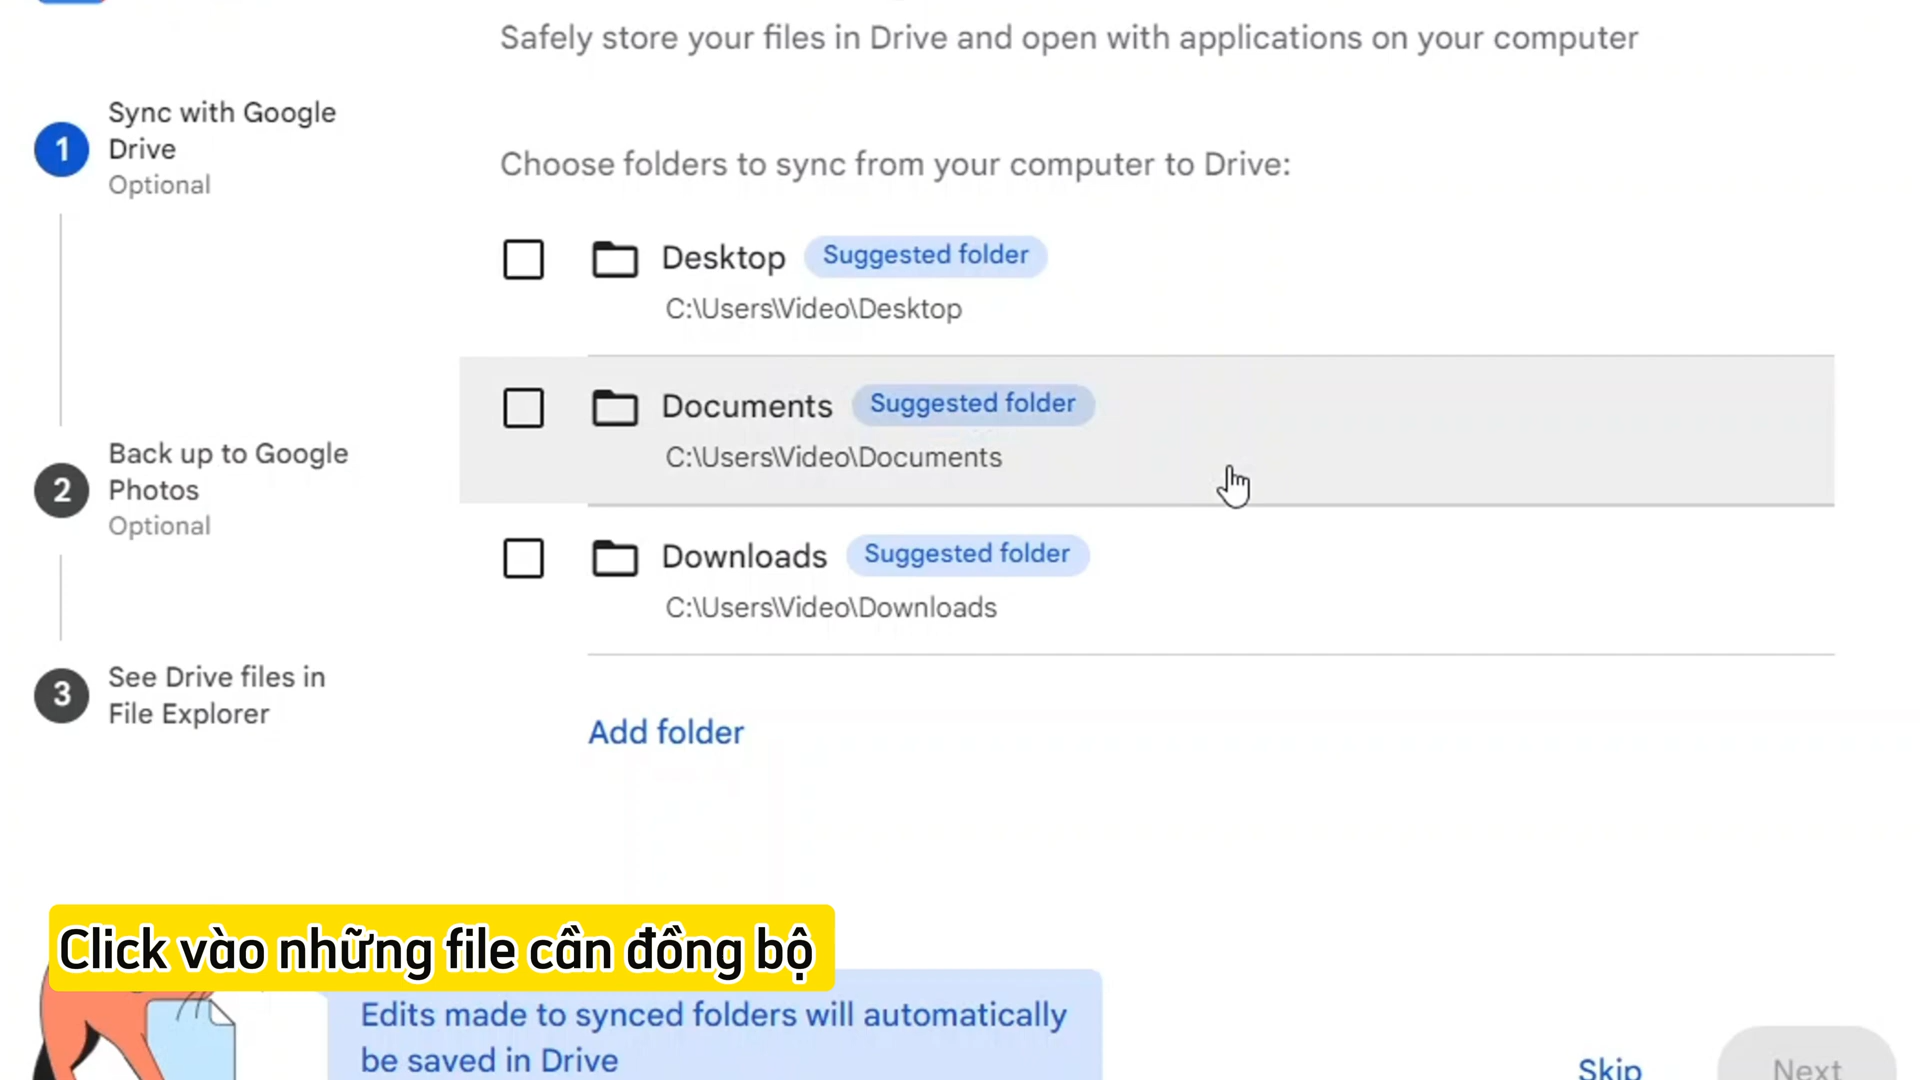 Safely store your files in Drive and open with applications on your computer
1
Sync with Google
Drive
Optional
Choose folders to sync from your computer to Drive:
Desktop Suggested folder
C:\Users\Video\Desktop
Documents Suggested folder
C:\Users\Video\Documents
2
Back up to Google
Photos
Optional
Downloads Suggested folder
C:\Users\Video\Downloads
3
See Drive files in
File Explorer
Add folder
Click vào những file cần đồng bộ
Edits made to synced folders will automatically
be saved in Drive
Skip
Next